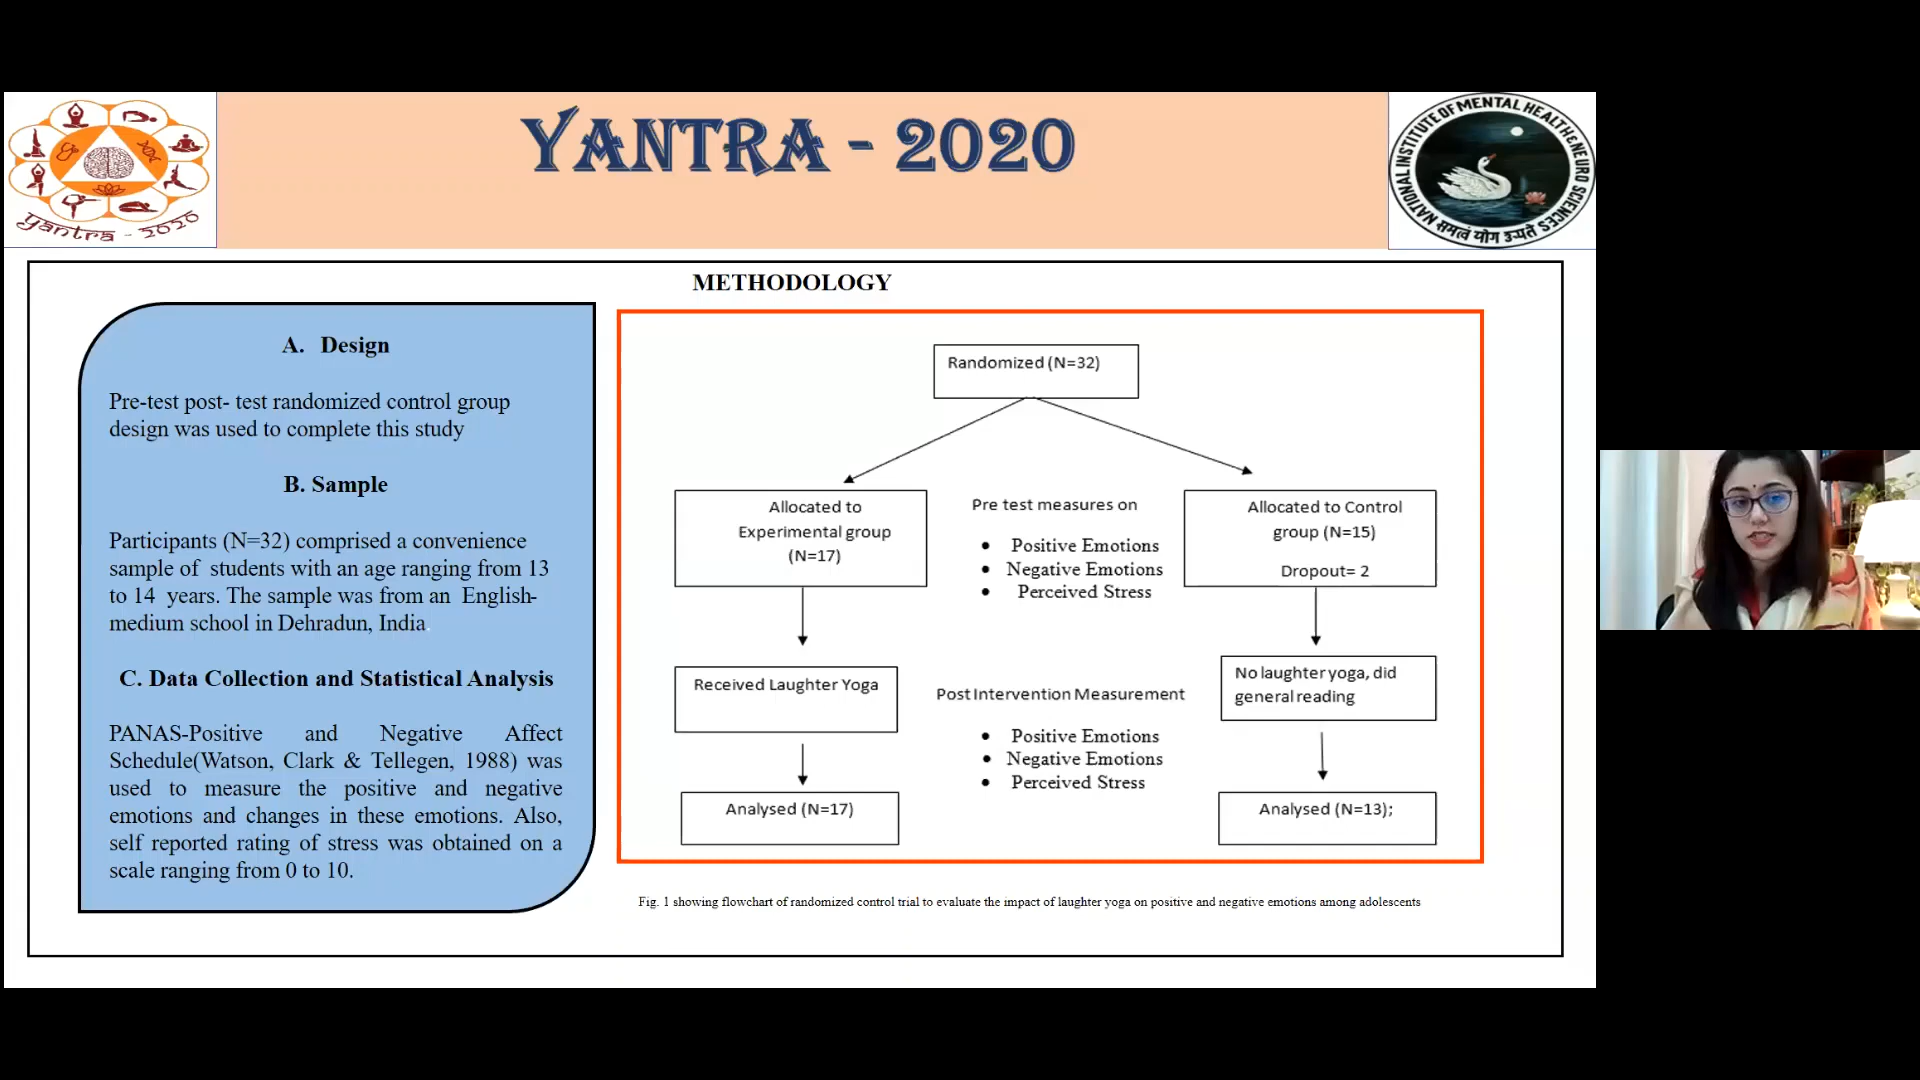 YANTRA - 2020
yantra - 2020
NATIONAL INSTITUTE OF MENTAL HEALTH & NEURO SCIENCES
समत्वं योग उच्यते
METHODOLOGY
A. Design
Pre-test post- test randomized control group
design was used to complete this study
B. Sample
Participants (N=32) comprised a convenience
sample of students with an age ranging from 13
to 14 years. The sample was from an English-
medium school in Dehradun, India.
C. Data Collection and Statistical Analysis
PANAS-Positive and Negative Affect
Schedule(Watson, Clark & Tellegen, 1988) was
used to measure the positive and negative
emotions and changes in these emotions. Also,
self reported rating of stress was obtained on a
scale ranging from 0 to 10.
Randomized (N=32)
Allocated to
Experimental group
(N=17)
Pre test measures on
• Positive Emotions
• Negative Emotions
• Perceived Stress
Allocated to Control
group (N=15)
Dropout= 2
Received Laughter Yoga
Post Intervention Measurement
• Positive Emotions
• Negative Emotions
• Perceived Stress
No laughter yoga, did
general reading
Analysed (N=17)
Analysed (N=13);
Fig. 1 showing flowchart of randomized control trial to evaluate the impact of laughter yoga on positive and negative emotions among adolescents